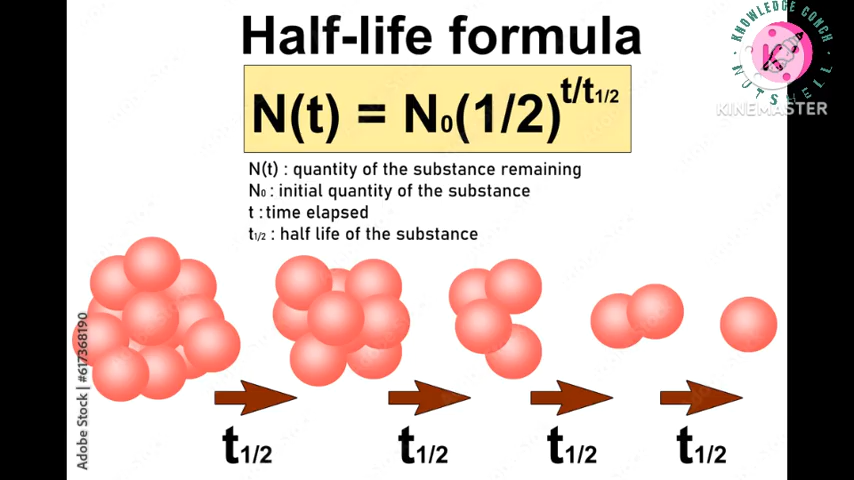 Half-life formula
N(t) = N₀(1/2)^t/t₁/₂
N(t) : quantity of the substance remaining
N₀ : initial quantity of the substance
t : time elapsed
t₁/₂ : half life of the substance
t₁/₂ t₁/₂ t₁/₂ t₁/₂
Adobe Stock | #617368190
KNOWLEDGE CONCH
NUTSHELL
K
KINEMASTER